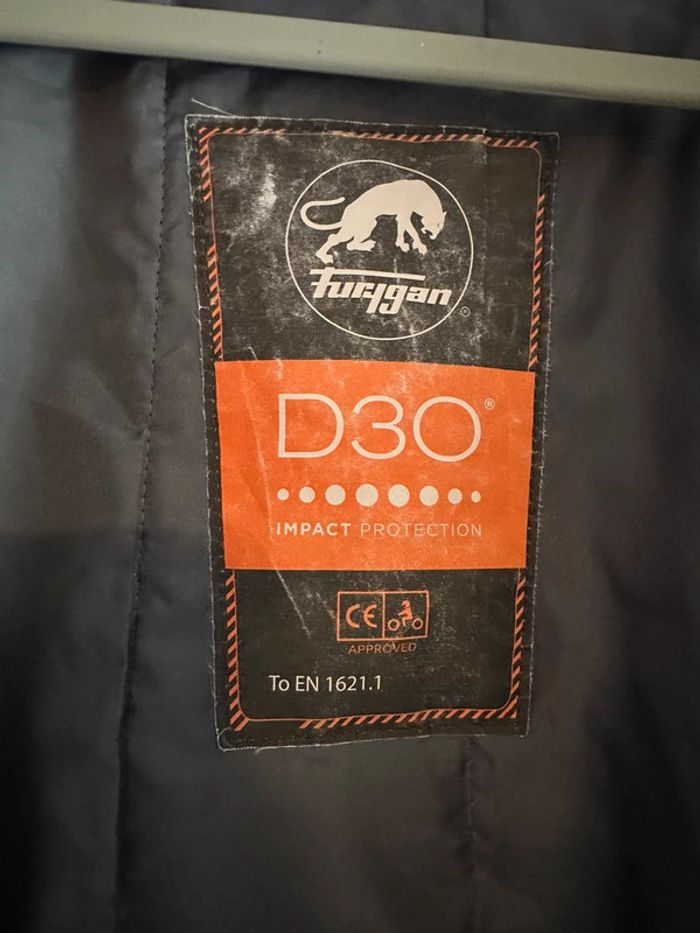 furygan
®
D3O®
IMPACT PROTECTION
CE
APPROVED
To EN 1621.1